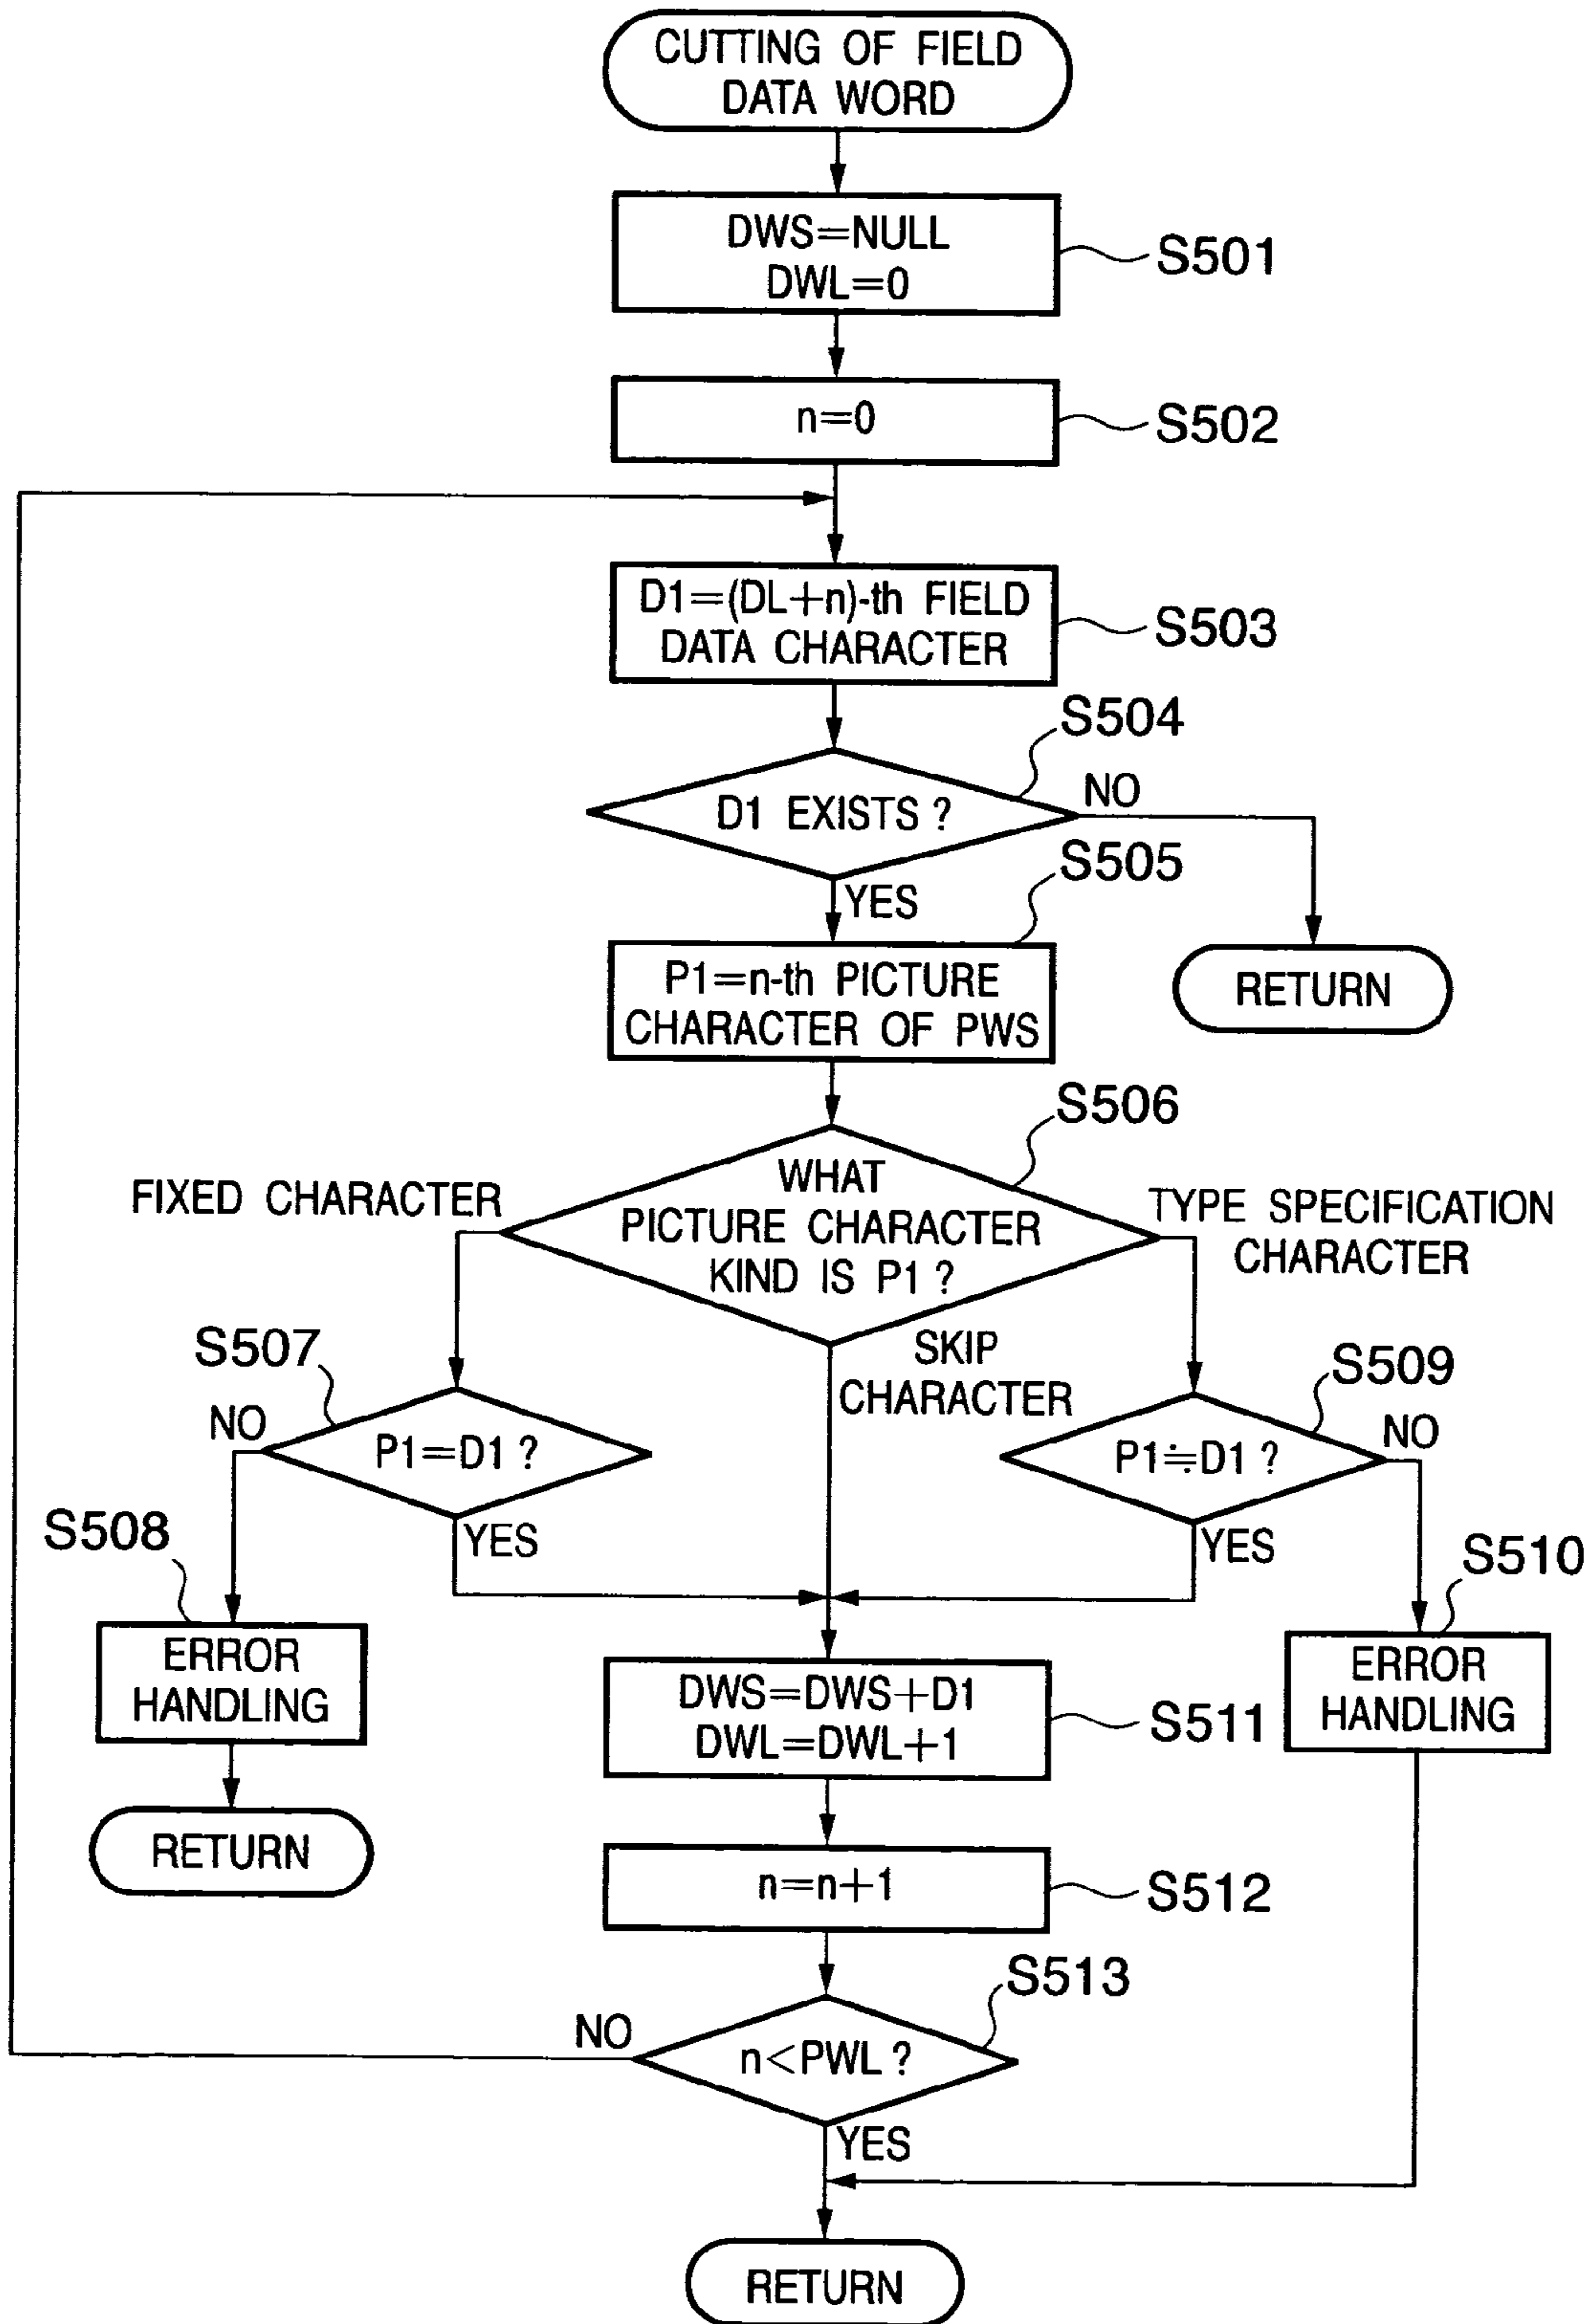 CUTTING OF FIELD
DATA WORD
DWS=NULL
DWL=0
S501
n=0
S502
D1=(DL+n)-th FIELD
DATA CHARACTER
S503
S504
D1 EXISTS?
NO
YES
S505
P1=n-th PICTURE
CHARACTER OF PWS
RETURN
S506
WHAT
PICTURE CHARACTER
KIND IS P1?
FIXED CHARACTER
TYPE SPECIFICATION
CHARACTER
SKIP
CHARACTER
S507
P1=D1?
NO
YES
S509
P1≒D1?
NO
YES
S508
ERROR
HANDLING
RETURN
S510
ERROR
HANDLING
DWS=DWS+D1
DWL=DWL+1
S511
n=n+1
S512
S513
n<PWL?
NO
YES
RETURN